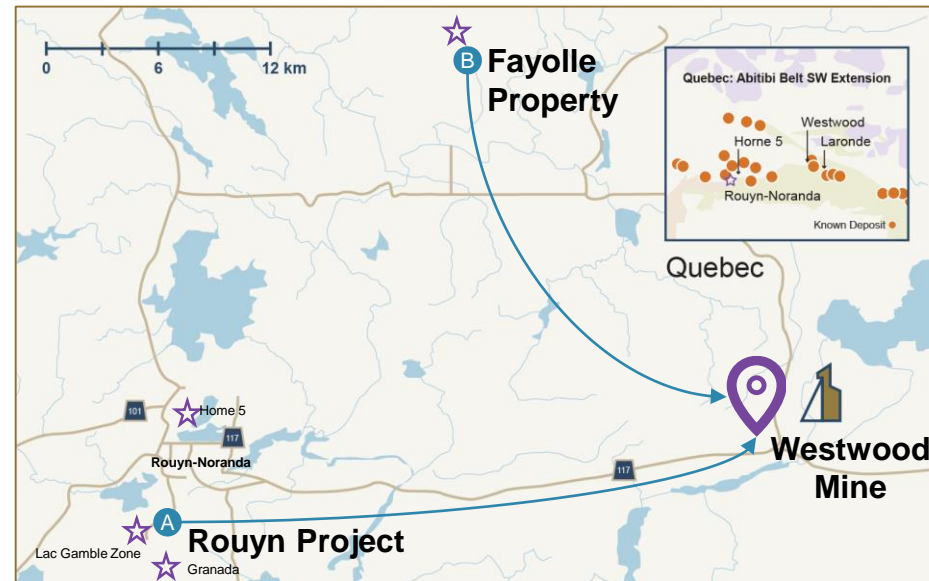 0 6 12 km
B
Fayolle
Property
Quebec: Abitibi Belt SW Extension
Westwood
Horne 5
Laronde
Rouyn-Noranda
Known Deposit
Quebec
101
Home 5
117
Rouyn-Noranda
117
Westwood
Mine
A
Rouyn Project
Lac Gamble Zone
Granada